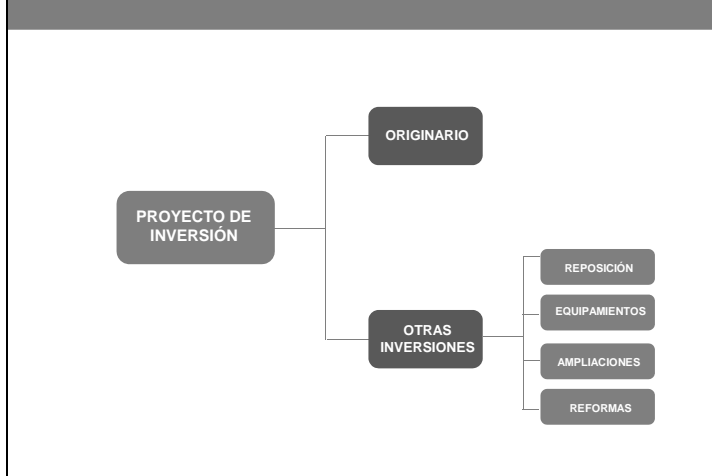 ORIGINARIO
PROYECTO DE
INVERSIÓN
OTRAS
INVERSIONES
REPOSICIÓN
EQUIPAMIENTOS
AMPLIACIONES
REFORMAS